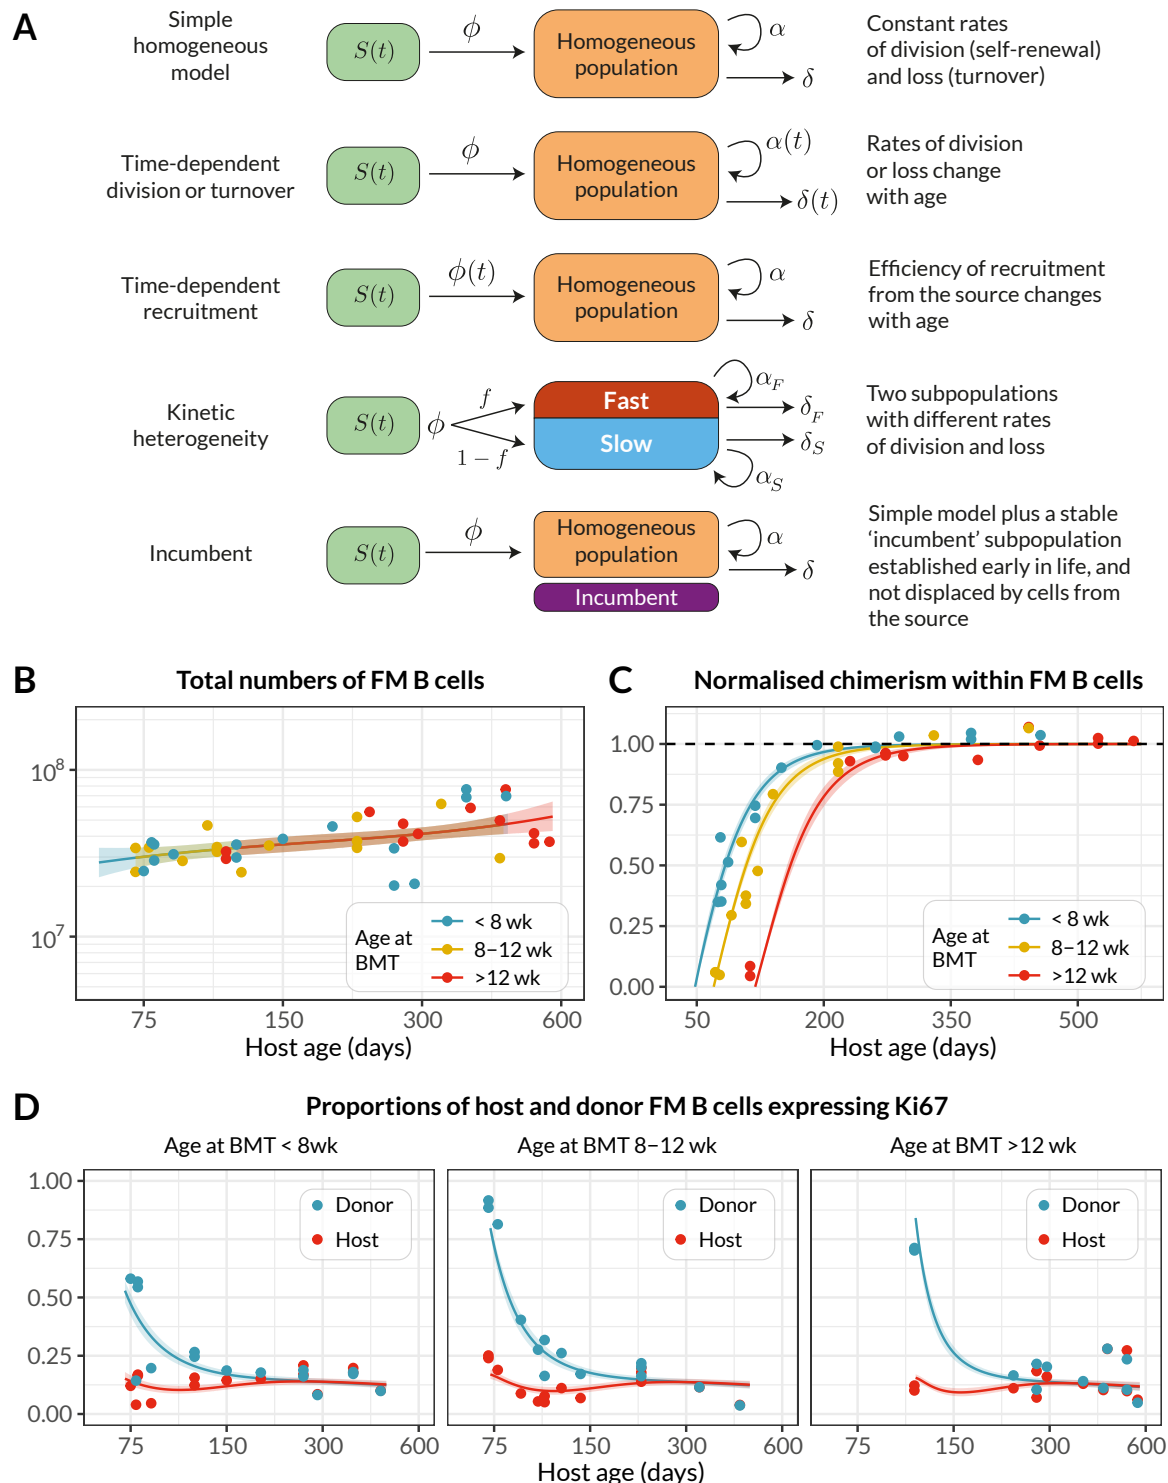 A
Simple
homogeneous
model
S(t)
ϕ
Homogeneous
population
α
δ
Constant rates
of division (self-renewal)
and loss (turnover)
Time-dependent
division or turnover
S(t)
ϕ
Homogeneous
population
α(t)
δ(t)
Rates of division
or loss change
with age
Time-dependent
recruitment
S(t)
ϕ(t)
Homogeneous
population
α
δ
Efficiency of recruitment
from the source changes
with age
Kinetic
heterogeneity
S(t)
ϕ
f
1 − f
Fast
Slow
α_F
δ_F
δ_S
α_S
Two subpopulations
with different rates
of division and loss
Incumbent
S(t)
ϕ
Homogeneous
population
Incumbent
α
δ
Simple model plus a stable
‘incumbent’ subpopulation
established early in life, and
not displaced by cells from
the source
B
Total numbers of FM B cells
10^8
10^7
Age at
BMT
< 8 wk
8–12 wk
>12 wk
75 150 300 600
Host age (days)
C
Normalised chimerism within FM B cells
1.00
0.75
0.50
0.25
0.00
Age at
BMT
< 8 wk
8–12 wk
>12 wk
50 200 350 500
Host age (days)
D
Proportions of host and donor FM B cells expressing Ki67
Age at BMT < 8wk
Age at BMT 8–12 wk
Age at BMT >12 wk
1.00
0.75
0.50
0.25
0.00
Donor
Host
Donor
Host
Donor
Host
75 150 300 600
75 150 300 600
75 150 300 600
Host age (days)